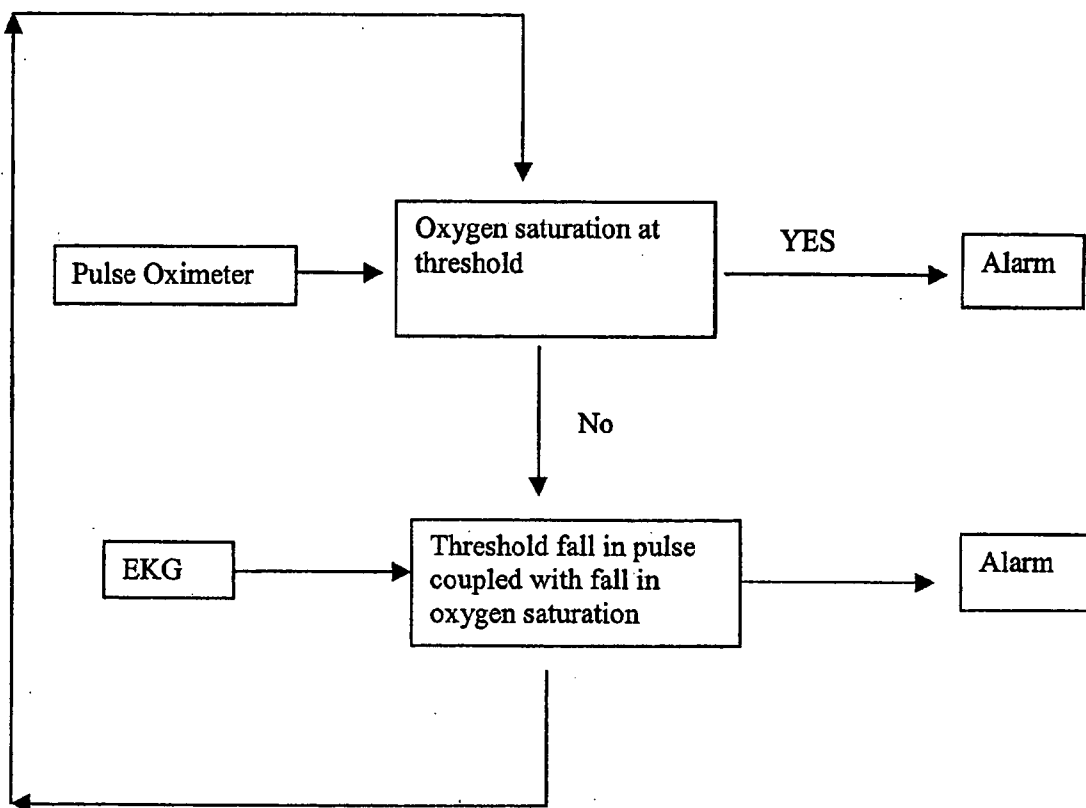 Oxygen saturation at
threshold
YES
Pulse Oximeter
Alarm
No
EKG
Threshold fall in pulse
coupled with fall in
oxygen saturation
Alarm